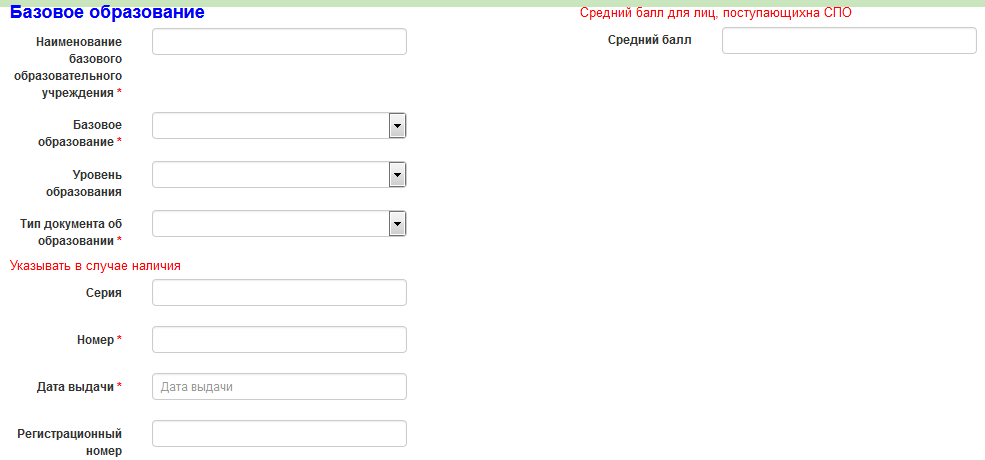 Базовое образование
Средний балл для лиц, поступающихна СПО
Наименование
базового
образовательного
учреждения *
Средний балл
Базовое
образование *
Уровень
образования
Тип документа об
образовании *
Указывать в случае наличия
Серия
Номер *
Дата выдачи *
Дата выдачи
Регистрационный
номер